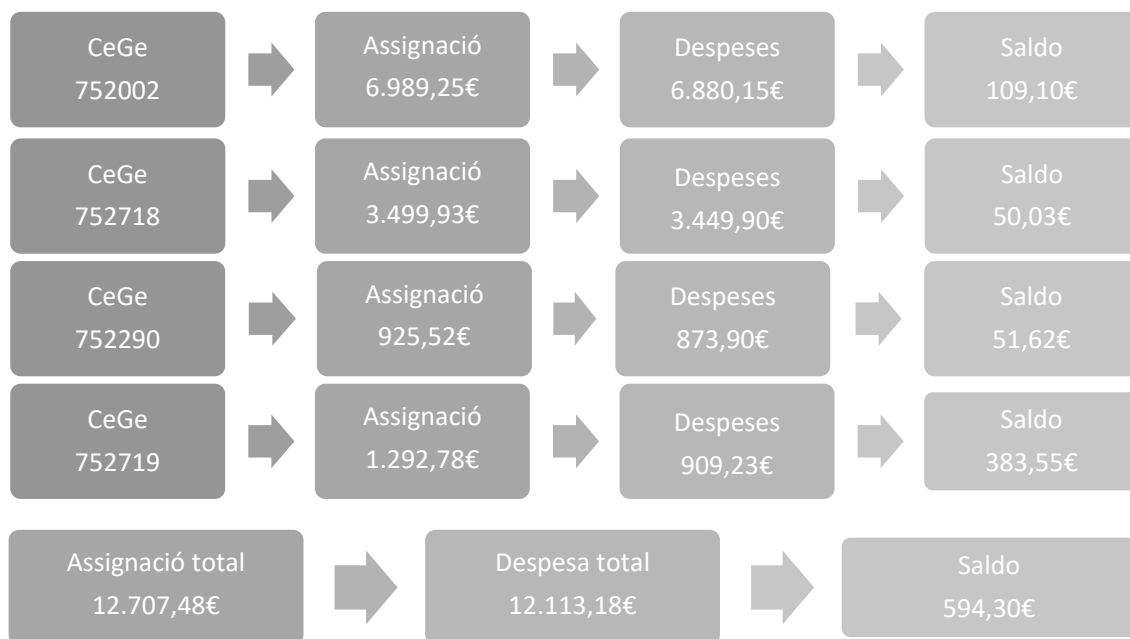 CeGe
752002
Assignació
6.989,25€
Despeses
6.880,15€
Saldo
109,10€
CeGe
752718
Assignació
3.499,93€
Despeses
3.449,90€
Saldo
50,03€
CeGe
752290
Assignació
925,52€
Despeses
873,90€
Saldo
51,62€
CeGe
752719
Assignació
1.292,78€
Despeses
909,23€
Saldo
383,55€
Assignació total
12.707,48€
Despesa total
12.113,18€
Saldo
594,30€